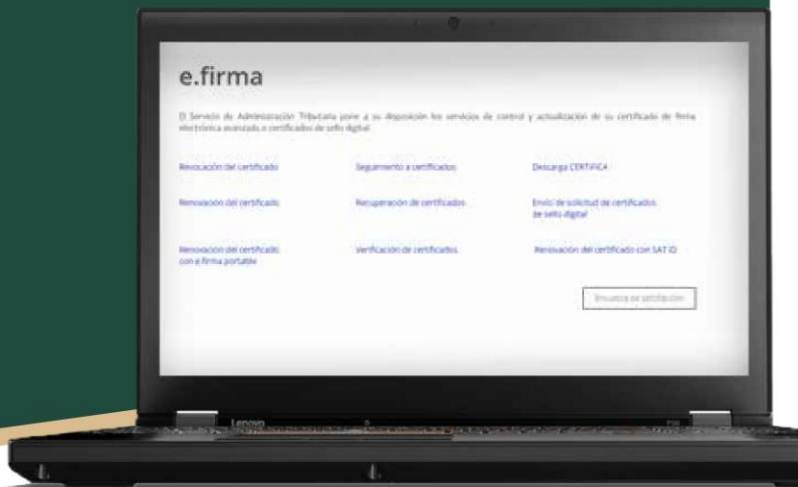 e.firma
El Servicio de Administración Tributaria pone a su disposición los servicios de control y actualización de su certificado de firma
electrónica avanzada o certificados de sello digital
Revocación del certificado
Seguimiento a certificados
Descarga CERTIFICA
Renovación del certificado
Recuperación de certificados
Envío de solicitud de certificados
de sello digital
Renovación del certificado
con e.firma portable
Verificación de certificados
Renovación del certificado con SAT ID
Encuesta de satisfacción
Lenovo